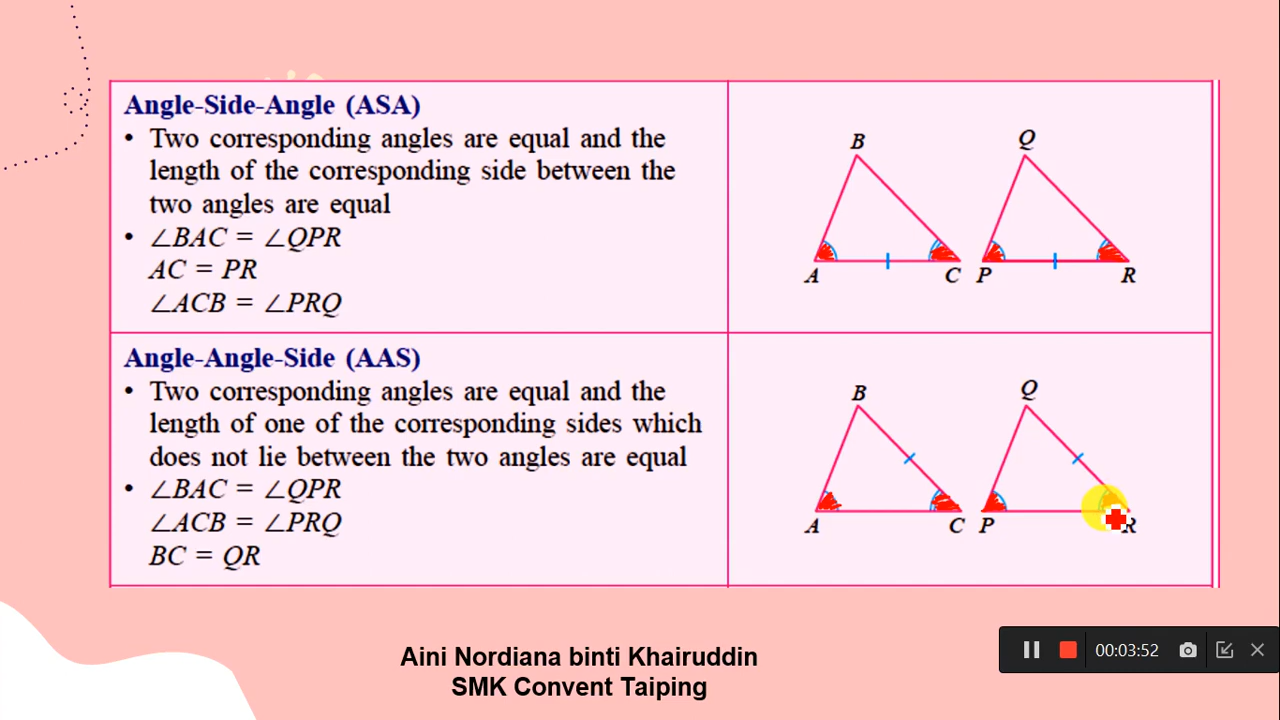 Angle-Side-Angle (ASA)
• Two corresponding angles are equal and the
length of the corresponding side between the
two angles are equal
• ∠BAC = ∠QPR
AC = PR
∠ACB = ∠PRQ
B Q
A C P R
Angle-Angle-Side (AAS)
• Two corresponding angles are equal and the
length of one of the corresponding sides which
does not lie between the two angles are equal
• ∠BAC = ∠QPR
∠ACB = ∠PRQ
BC = QR
B Q
A C P R
Aini Nordiana binti Khairuddin
SMK Convent Taiping
00:03:52